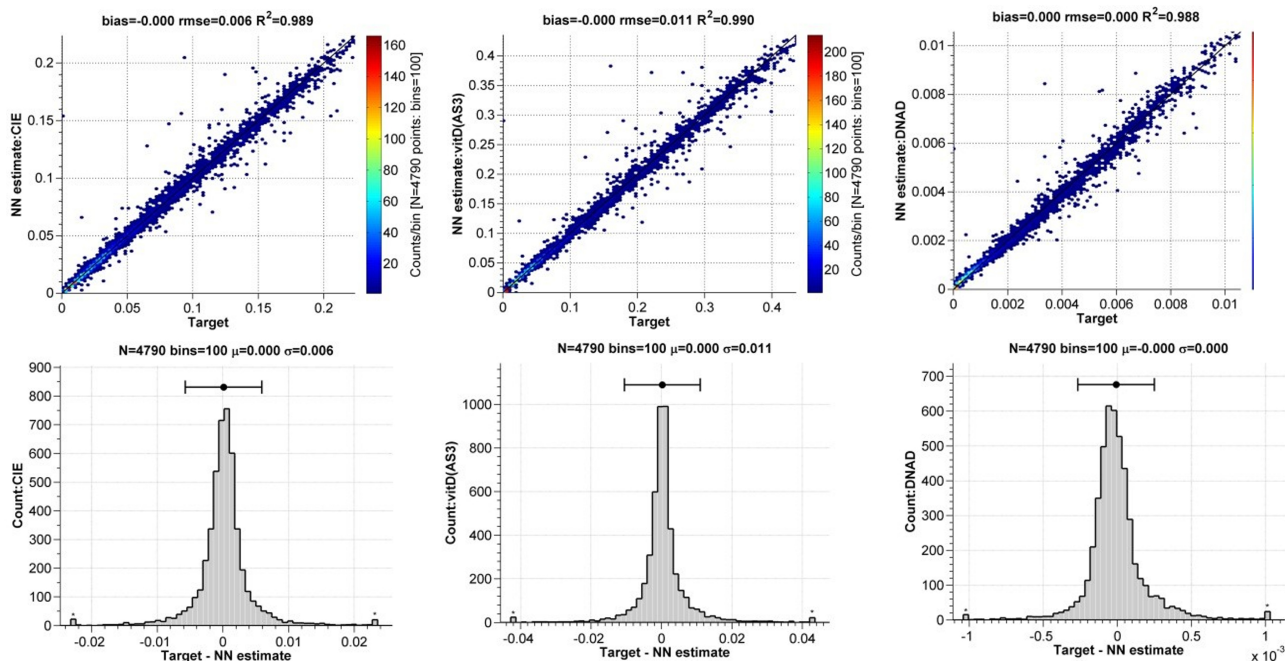 bias=-0.000 rmse=0.006 R²=0.989
NN estimate:CIE
0.2
0.15
0.1
0.05
0
0 0.05 0.1 0.15 0.2
Target
160
140
120
100
80
60
40
20
Counts/bin [N=4790 points: bins=100]
bias=-0.000 rmse=0.011 R²=0.990
NN estimate:vitD(AS3)
0.4
0.35
0.3
0.25
0.2
0.15
0.1
0.05
0
0 0.1 0.2 0.3 0.4
Target
200
180
160
140
120
100
80
60
40
20
Counts/bin [N=4790 points: bins=100]
bias=0.000 rmse=0.000 R²=0.988
NN estimate:DNAD
0.01
0.008
0.006
0.004
0.002
0
0 0.002 0.004 0.006 0.008 0.01
Target
N=4790 bins=100 μ=0.000 σ=0.006
Count:CIE
900
800
700
600
500
400
300
200
100
0
* *
-0.02 -0.01 0 0.01 0.02
Target - NN estimate
N=4790 bins=100 μ=0.000 σ=0.011
Count:vitD(AS3)
1000
800
600
400
200
0
* *
-0.04 -0.02 0 0.02 0.04
Target - NN estimate
N=4790 bins=100 μ=-0.000 σ=0.000
Count:DNAD
700
600
500
400
300
200
100
0
* *
-1 -0.5 0 0.5 1
Target - NN estimate
x 10⁻³